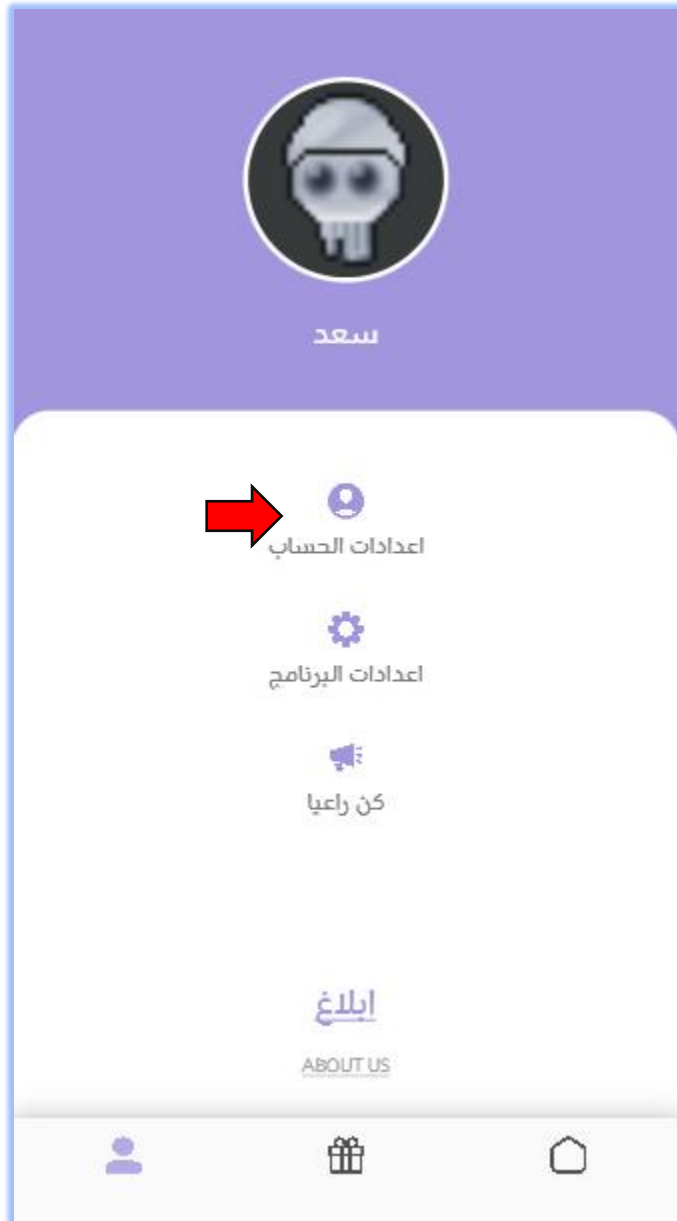 سعد
اعدادات الحساب
اعدادات البرنامج
كن راعيا
ابلاغ
ABOUT US